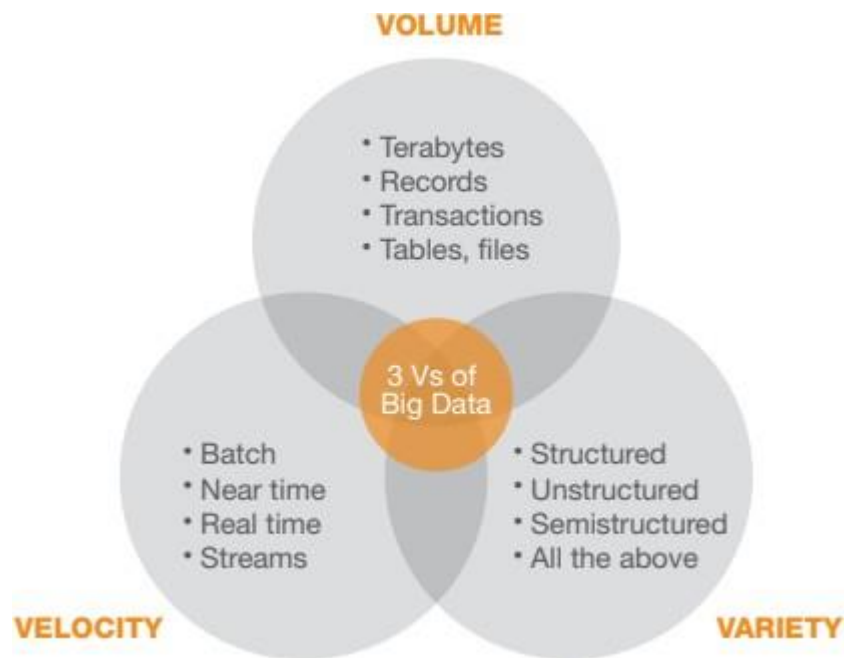 VOLUME
• Terabytes
• Records
• Transactions
• Tables, files
3 Vs of
Big Data
• Batch
• Near time
• Real time
• Streams
• Structured
• Unstructured
• Semistructured
• All the above
VELOCITY
VARIETY